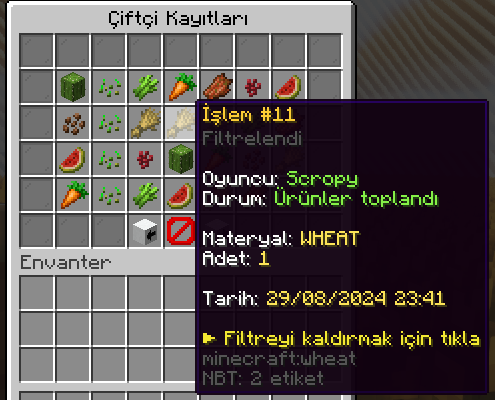 Çiftçi Kayıtları
İşlem #11
Filtrelendi
Oyuncu: Scropy
Durum: Ürünler toplandı
Materyal: WHEAT
Adet: 1
Tarih: 29/08/2024 23:41
► Filtreyi kaldırmak için tıkla
minecraft:wheat
NBT: 2 etiket
Envanter